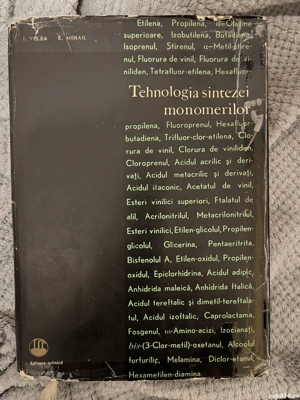 I. VELEA R. MIHAIL
Etilena, Propilena, α-Olefine
superioare, Izobutilena, Butadiena,
Isoprenul, Stirenul, α-Metil-stire-
nul, Fluorura de vinil, Fluorura de vi-
niliden, Tetrafluor-etilena, Hexafluor-
Tehnologia sintezei
monomerilor
propilena, Fluoroprenul, Hexafluor-
butadiena, Trifluor-clor-etilena, Clo-
rura de vinil, Clorura de viniliden,
Cloroprenul, Acidul acrilic și deri-
vați, Acidul metacrilic și derivați,
Acidul itaconic, Acetatul de vinil,
Esteri vinilici superiori, Ftalatul de
alil, Acrilonitrilul, Metacrilonitrilul,
Esteri vinilici, Etilen-glicolul, Propilen-
glicolul, Glicerina, Pentaeritrita,
Bisfenolul A, Etilen-oxidul, Propilen-
oxidul, Epiclorhidrina, Acidul adipic,
Anhidrida maleică, Anhidrida ftalică,
Acidul tereftalic și dimetil-tereftala-
tul, Acidul izoftalic, Caprolactama,
Fosgenul, ω-Amino-acizi, Izocianați,
bis-(3-Clor-metil)-oxetanul, Alcoolul
furfurilic, Melamina, Diclor-etanul,
Hexametilen-diamina
Editura tehnică